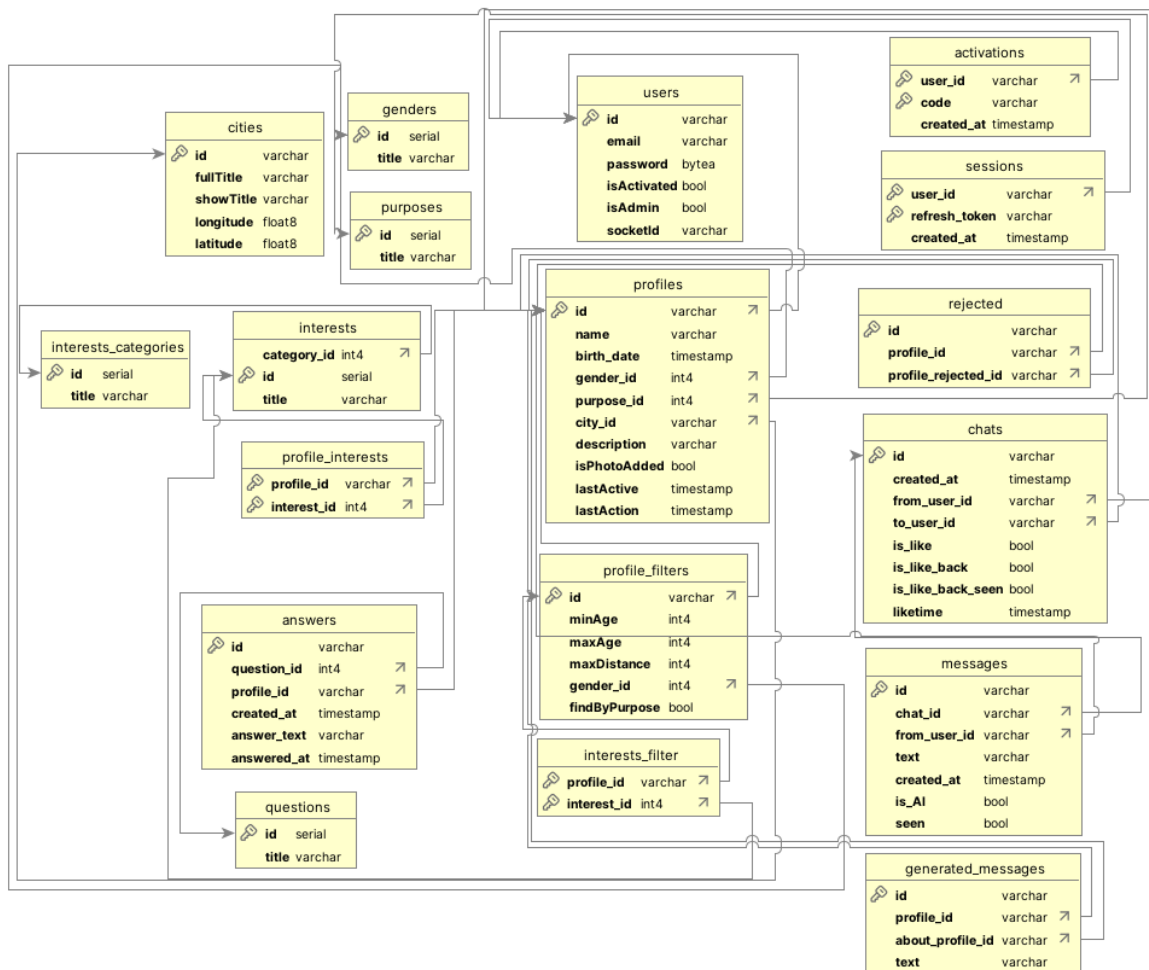 cities
id varchar
fullTitle varchar
showTitle varchar
longitude float8
latitude float8
genders
id serial
title varchar
purposes
id serial
title varchar
users
id varchar
email varchar
password bytea
isActivated bool
isAdmin bool
socketId varchar
activations
user_id varchar
code varchar
created_at timestamp
sessions
user_id varchar
refresh_token varchar
created_at timestamp
interests_categories
id serial
title varchar
interests
category_id int4
id serial
title varchar
profile_interests
profile_id varchar
interest_id int4
profiles
id varchar
name varchar
birth_date timestamp
gender_id int4
purpose_id int4
city_id varchar
description varchar
isPhotoAdded bool
lastActive timestamp
lastAction timestamp
rejected
id varchar
profile_id varchar
profile_rejected_id varchar
chats
id varchar
created_at timestamp
from_user_id varchar
to_user_id varchar
is_like bool
is_like_back bool
is_like_back_seen bool
liketime timestamp
answers
id varchar
question_id int4
profile_id varchar
created_at timestamp
answer_text varchar
answered_at timestamp
questions
id serial
title varchar
profile_filters
id varchar
minAge int4
maxAge int4
maxDistance int4
gender_id int4
findByPurpose bool
interests_filter
profile_id varchar
interest_id int4
messages
id varchar
chat_id varchar
from_user_id varchar
text varchar
created_at timestamp
is_AI bool
seen bool
generated_messages
id varchar
profile_id varchar
about_profile_id varchar
text varchar